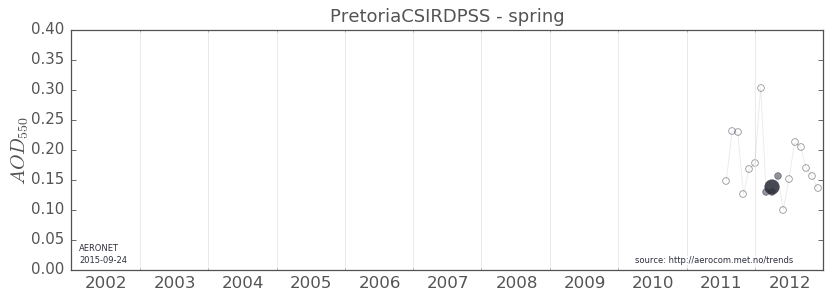 PretoriaCSIRDPSS - spring
0.40
0.35
0.30
0.25
0.20
0.15
0.10
0.05
0.00
AOD550
AERONET
2015-09-24
source: http://aerocom.met.no/trends
2002 2003 2004 2005 2006 2007 2008 2009 2010 2011 2012